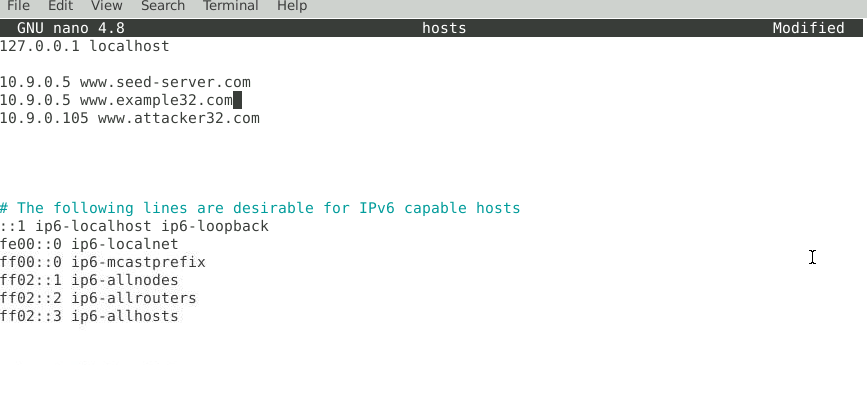 File Edit View Search Terminal Help
GNU nano 4.8 hosts Modified
127.0.0.1 localhost
10.9.0.5 www.seed-server.com
10.9.0.5 www.example32.com
10.9.0.105 www.attacker32.com
# The following lines are desirable for IPv6 capable hosts
::1 ip6-localhost ip6-loopback
fe00::0 ip6-localnet
ff00::0 ip6-mcastprefix
ff02::1 ip6-allnodes
ff02::2 ip6-allrouters
ff02::3 ip6-allhosts